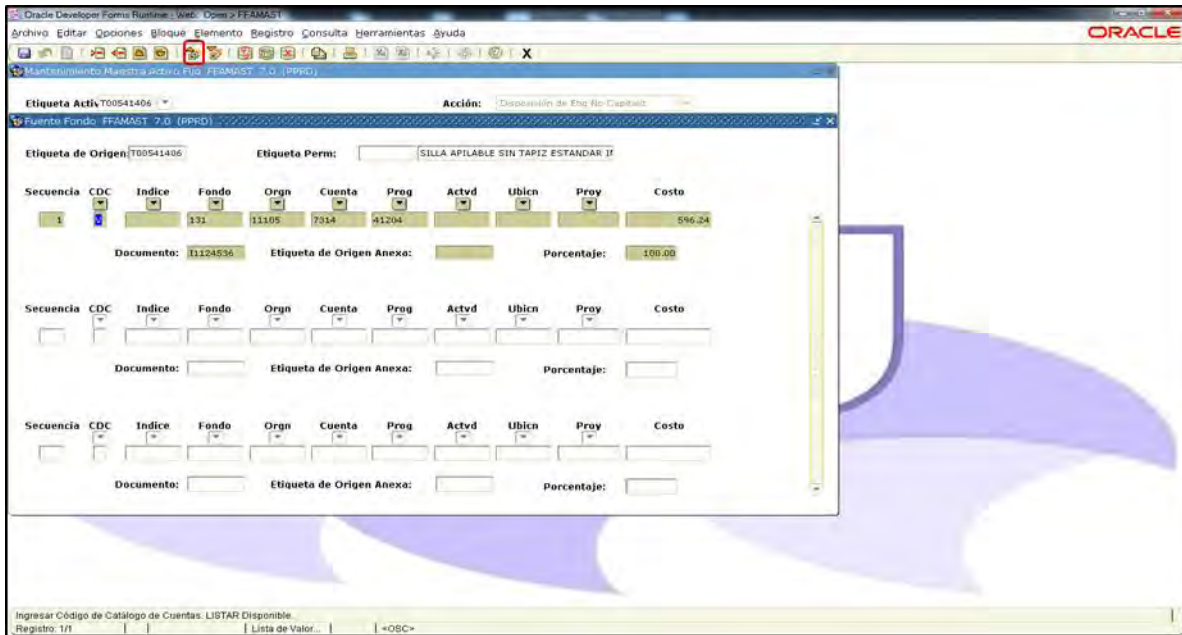 Oracle Developer Forms Runtime - Web: Open > FFAMAST
Archivo Editar Opciones Bloque Elemento Registro Consulta Herramientas Ayuda
ORACLE
X
Mantenimiento Maestra Activo Fijo FFAMAST 7.0 (PPRD)
Etiqueta Activ T00541406 Acción: Disposición de Enq No Capitaliz
Fuente Fondo FFAMAST 7.0 (PPRD)
Etiqueta de Origen: T00541406 Etiqueta Perm: SILLA APILABLE SIN TAPIZ ESTANDAR
Secuencia CDC Indice Fondo Orgn Cuenta Prog Actvd Ubicn Proy Costo
1 131 11105 7314 41204 596.24
Documento: I1124536 Etiqueta de Origen Anexa: Porcentaje: 100.00
Secuencia CDC Indice Fondo Orgn Cuenta Prog Actvd Ubicn Proy Costo
Documento: Etiqueta de Origen Anexa: Porcentaje:
Secuencia CDC Indice Fondo Orgn Cuenta Prog Actvd Ubicn Proy Costo
Documento: Etiqueta de Origen Anexa: Porcentaje:
Ingresar Código de Catálogo de Cuentas. LISTAR Disponible.
Registro: 1/1 Lista de Valor... <OSC>